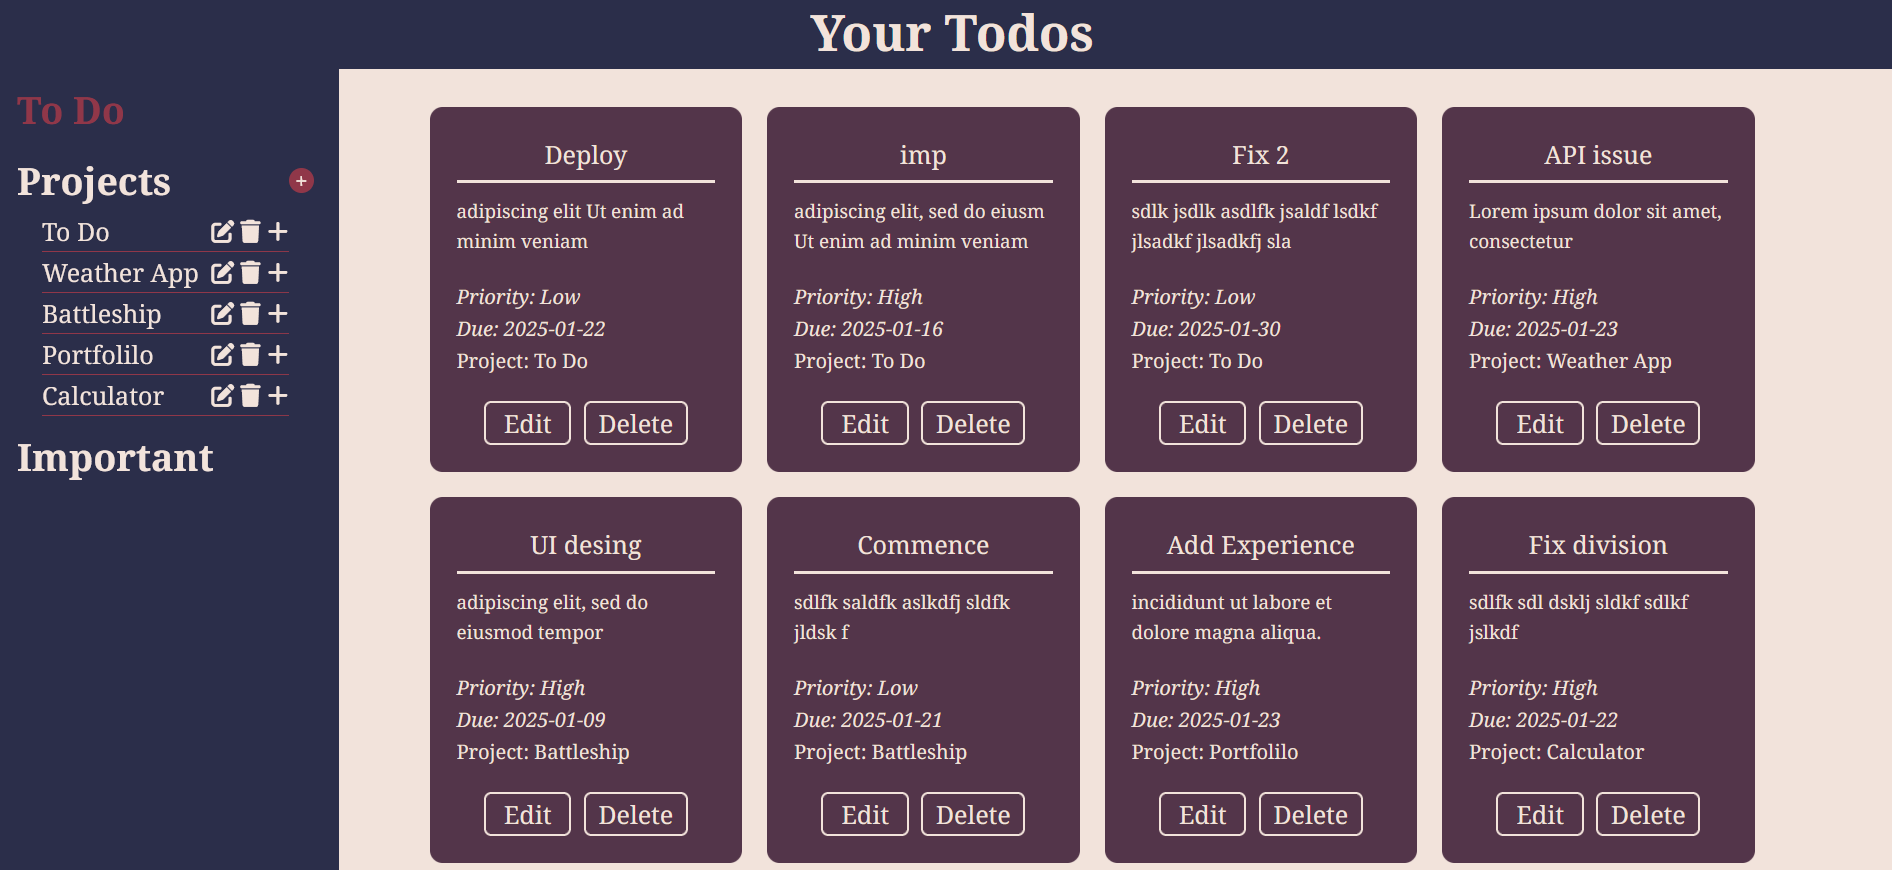 Your Todos
To Do
Projects
To Do
Weather App
Battleship
Portfolilo
Calculator
Important
Deploy
adipiscing elit Ut enim ad
minim veniam
Priority: Low
Due: 2025-01-22
Project: To Do
Edit Delete
imp
adipiscing elit, sed do eiusm
Ut enim ad minim veniam
Priority: High
Due: 2025-01-16
Project: To Do
Edit Delete
Fix 2
sdlk jsdlk asdlfk jsaldf lsdkf
jlsadkf jlsadkfj sla
Priority: Low
Due: 2025-01-30
Project: To Do
Edit Delete
API issue
Lorem ipsum dolor sit amet,
consectetur
Priority: High
Due: 2025-01-23
Project: Weather App
Edit Delete
UI desing
adipiscing elit, sed do
eiusmod tempor
Priority: High
Due: 2025-01-09
Project: Battleship
Edit Delete
Commence
sdlfk saldfk aslkdfj sldfk
jldsk f
Priority: Low
Due: 2025-01-21
Project: Battleship
Edit Delete
Add Experience
incididunt ut labore et
dolore magna aliqua.
Priority: High
Due: 2025-01-23
Project: Portfolilo
Edit Delete
Fix division
sdlfk sdl dsklj sldkf sdlkf
jslkdf
Priority: High
Due: 2025-01-22
Project: Calculator
Edit Delete